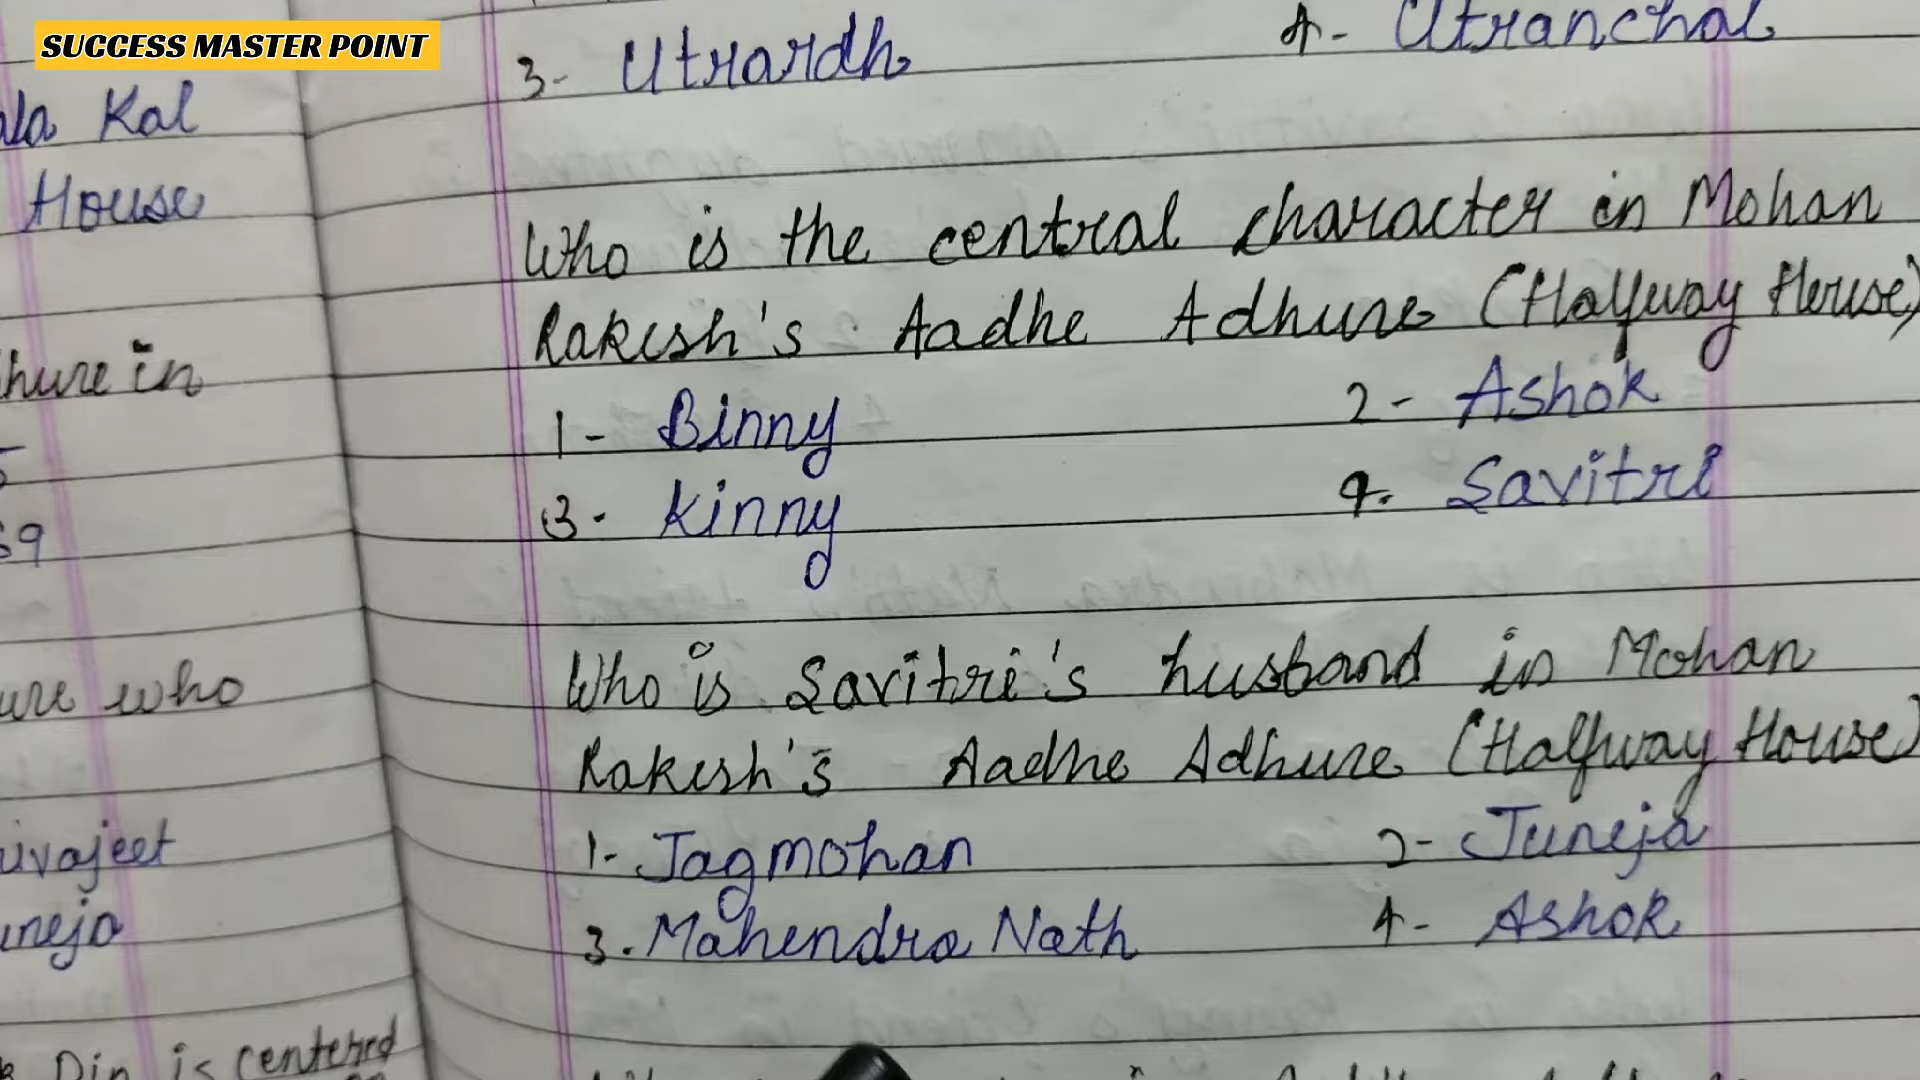 SUCCESS MASTER POINT
Kal
House
hure in
69
who
uvajeet
uneja
Din is centered
3- Utrardh
4- Utranchal
Who is the central character in Mohan
Rakesh's Aadhe Adhure (Halfway House)
1- Binny
2- Ashok
3- Kinny
4. Savitri
Who is Savitri's husband in Mohan
Rakesh's Aadhe Adhure (Halfway House)
1- Jagmohan
2- Juneja
3. Mahendra Nath
4- Ashok